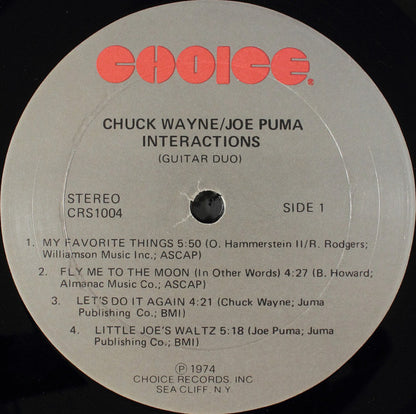 CHOICE®
CHUCK WAYNE/JOE PUMA
INTERACTIONS
(GUITAR DUO)
STEREO
CRS1004
SIDE 1
1. MY FAVORITE THINGS 5:50 (O. Hammerstein II/R. Rodgers;
Williamson Music Inc.; ASCAP)
2. FLY ME TO THE MOON (In Other Words) 4:27 (B. Howard;
Almanac Music Co.; ASCAP)
3. LET'S DO IT AGAIN 4:21 (Chuck Wayne; Juma
Publishing Co.; BMI)
4. LITTLE JOE'S WALTZ 5:18 (Joe Puma; Juma
Publishing Co.; BMI)
℗ 1974
CHOICE RECORDS, INC
SEA CLIFF, N.Y.